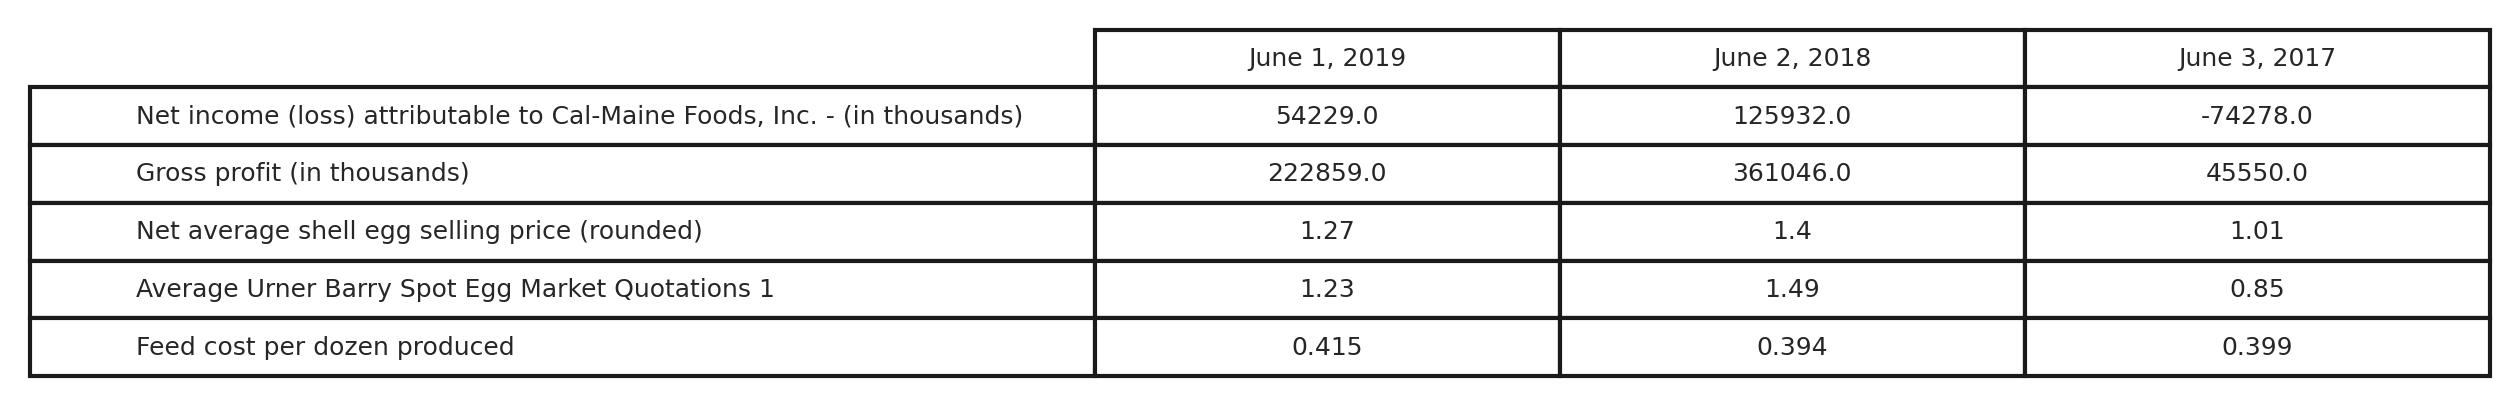 June 1, 2019 June 2, 2018 June 3, 2017
Net income (loss) attributable to Cal-Maine Foods, Inc. - (in thousands) 54229.0 125932.0 -74278.0
Gross profit (in thousands) 222859.0 361046.0 45550.0
Net average shell egg selling price (rounded) 1.27 1.4 1.01
Average Urner Barry Spot Egg Market Quotations 1 1.23 1.49 0.85
Feed cost per dozen produced 0.415 0.394 0.399